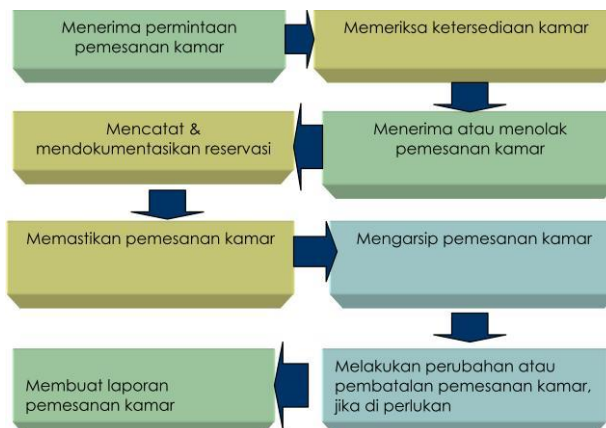 Menerima permintaan
pemesanan kamar
Memeriksa ketersediaan kamar
Menerima atau menolak
pemesanan kamar
Mencatat &
mendokumentasikan reservasi
Memastikan pemesanan kamar
Mengarsip pemesanan kamar
Melakukan perubahan atau
pembatalan pemesanan kamar,
jika di perlukan
Membuat laporan
pemesanan kamar